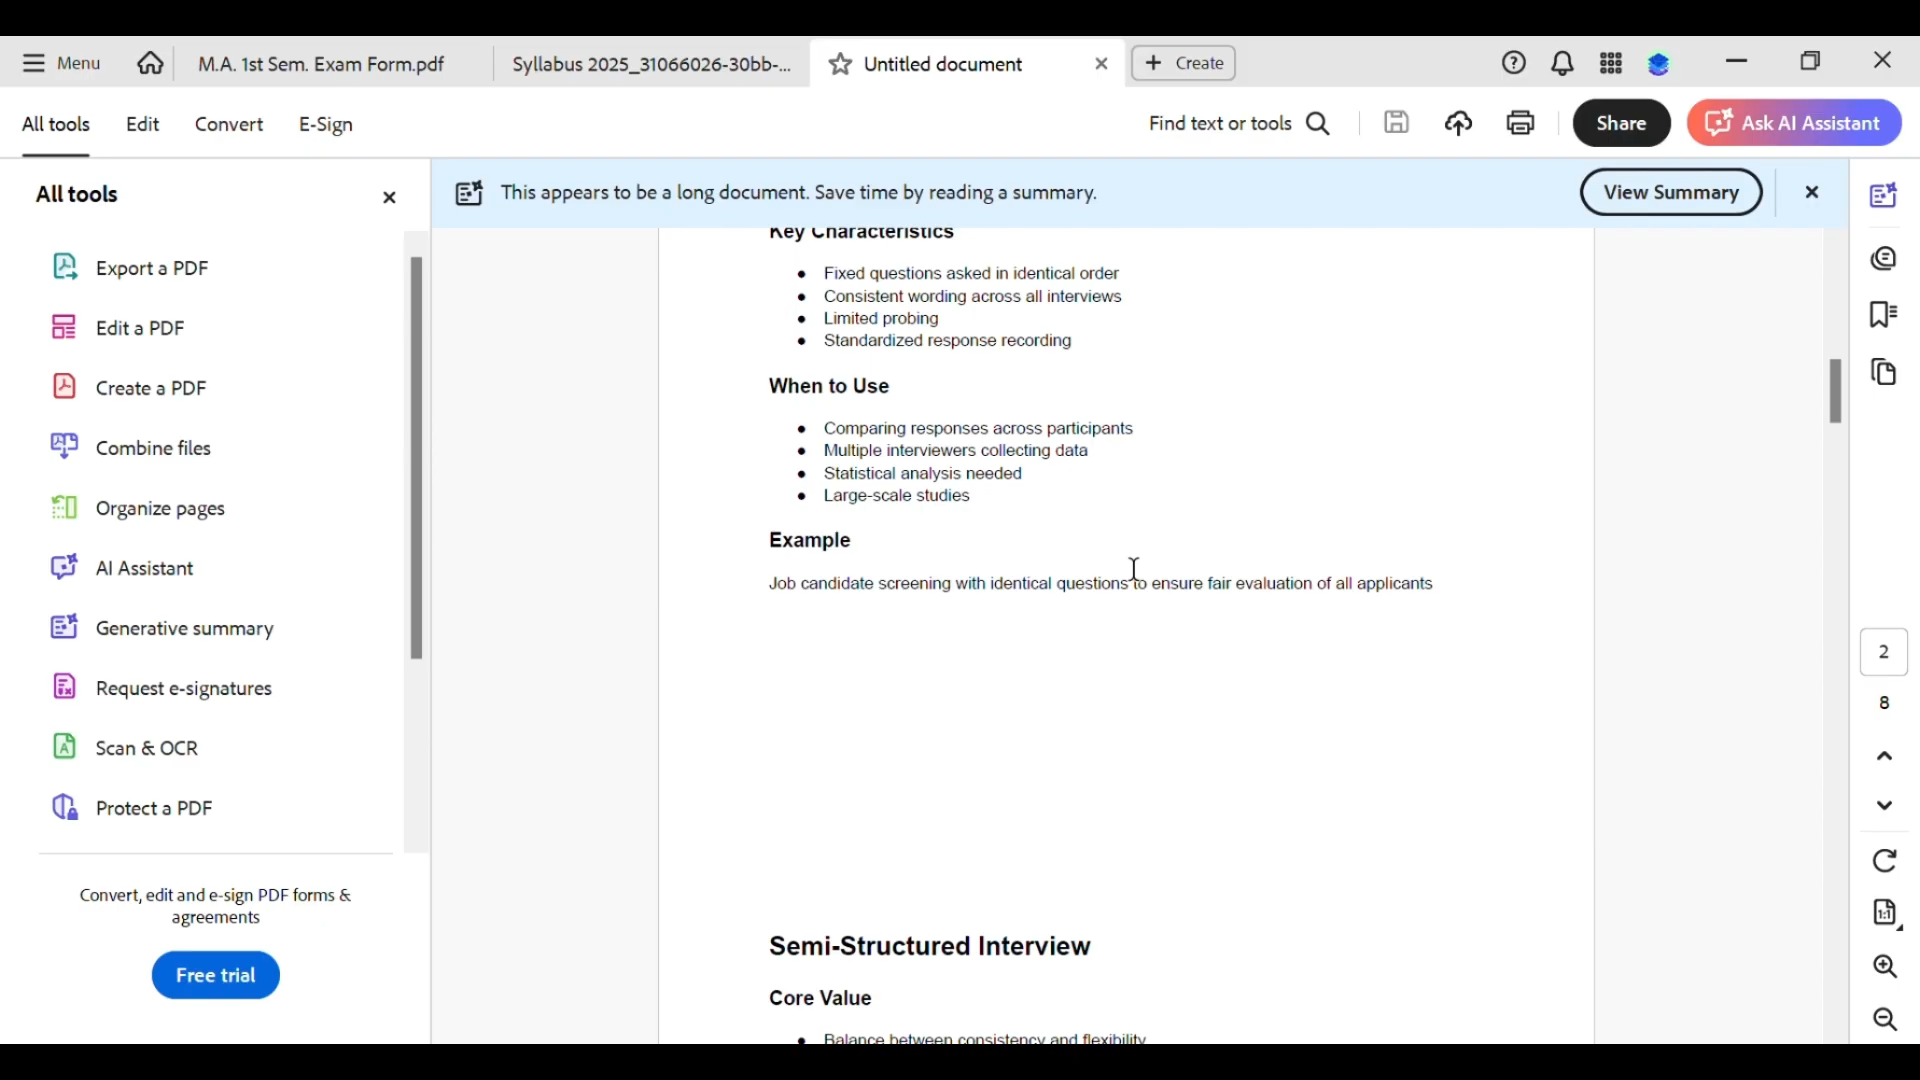 Menu
M.A. 1st Sem. Exam Form.pdf
Syllabus 2025_31066026-30bb-...
Untitled document
Create
All tools
Edit
Convert
E-Sign
Find text or tools
Share
Ask AI Assistant
All tools
This appears to be a long document. Save time by reading a summary.
View Summary
Export a PDF
Edit a PDF
Create a PDF
Combine files
Organize pages
AI Assistant
Generative summary
Request e-signatures
Scan & OCR
Protect a PDF
Convert, edit and e-sign PDF forms &
agreements
Free trial
Key Characteristics
• Fixed questions asked in identical order
• Consistent wording across all interviews
• Limited probing
• Standardized response recording
When to Use
• Comparing responses across participants
• Multiple interviewers collecting data
• Statistical analysis needed
• Large-scale studies
Example
Job candidate screening with identical questions to ensure fair evaluation of all applicants
Semi-Structured Interview
Core Value
• Balance between consistency and flexibility
2
8
1:1